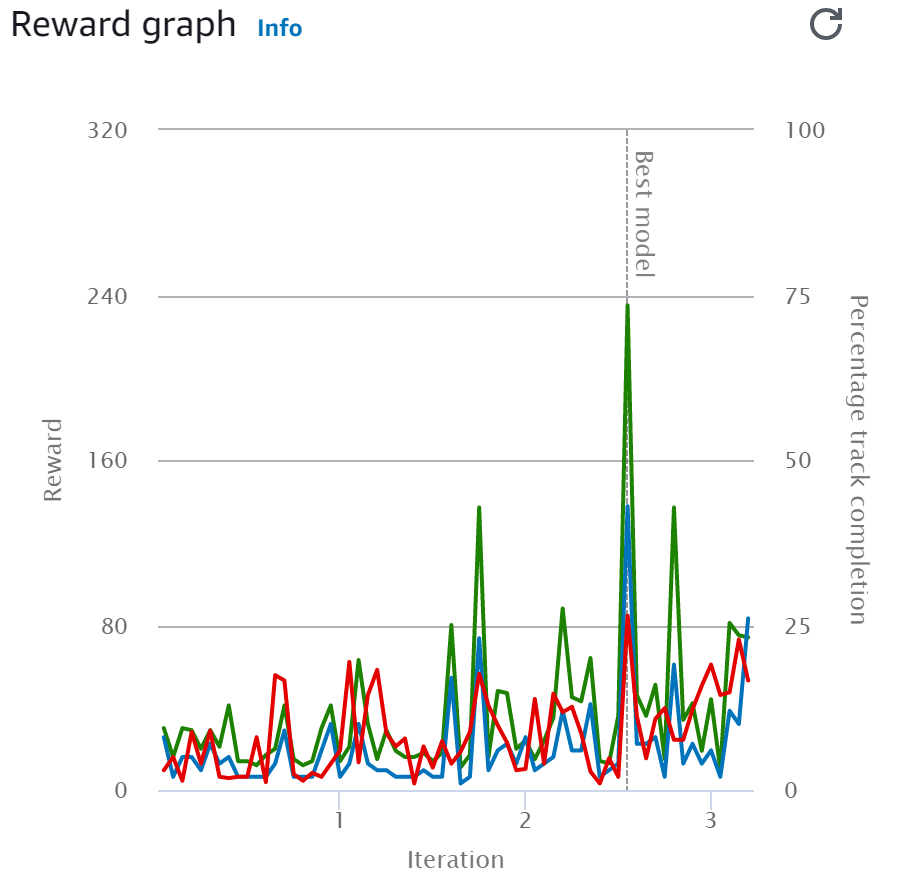 Reward graph Info
320
100
Best model
240
75
Percentage track completion
Reward
160
50
80
25
0
0
1
2
3
Iteration